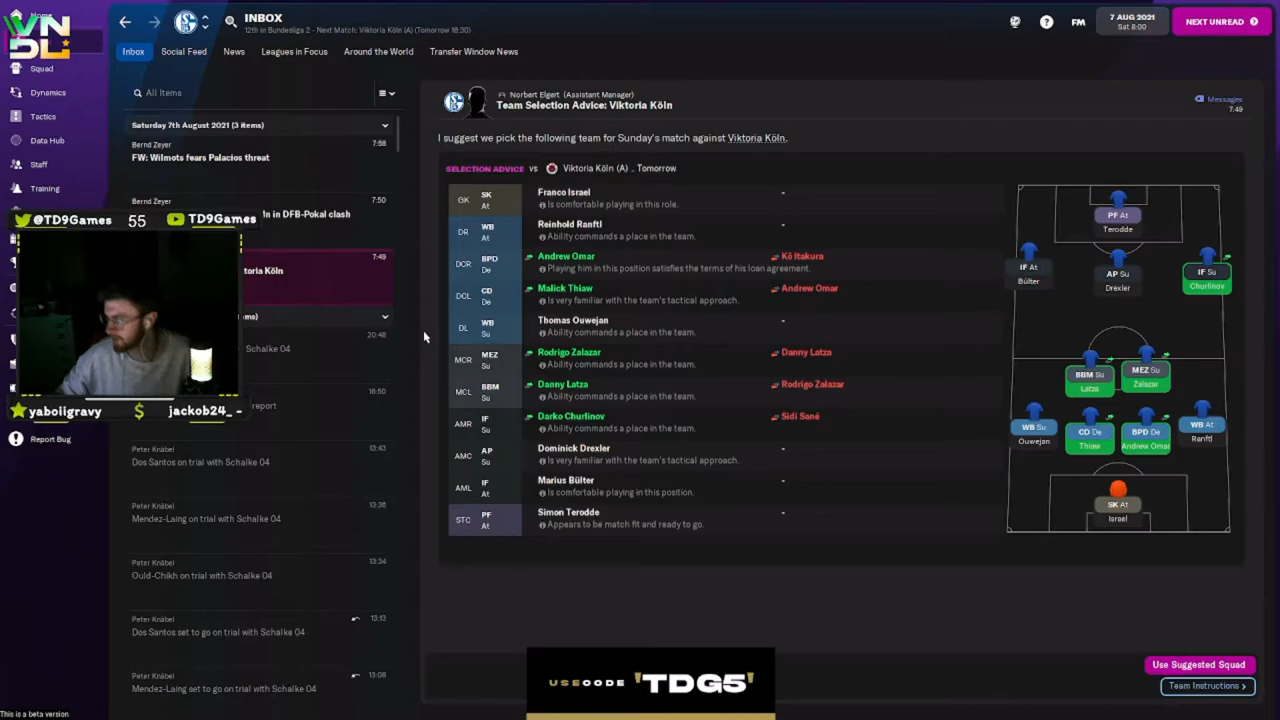 VN
DL
Home
INBOX
12th in Bundesliga 2 - Next Match: Viktoria Köln (A) (Tomorrow 18:30)
FM
7 AUG 2021
Sat 8:00
NEXT UNREAD
Inbox
Social Feed
News
Leagues in Focus
Around the World
Transfer Window News
Squad
Dynamics
Tactics
Data Hub
Staff
Training
Report Bug
This is a beta version
All Items
Saturday 7th August 2021 (3 items)
Bernd Zeyer
7:58
FW: Wilmots fears Palacios threat
Bernd Zeyer
7:50
ln in DFB-Pokal clash
7:49
toria Köln
ms)
20:48
Schalke 04
16:50
report
Peter Knäbel
13:43
Dos Santos on trial with Schalke 04
Peter Knäbel
13:36
Mendez-Laing on trial with Schalke 04
Peter Knäbel
13:34
Ould-Chikh on trial with Schalke 04
Peter Knäbel
13:13
Dos Santos set to go on trial with Schalke 04
Peter Knäbel
13:08
Mendez-Laing set to go on trial with Schalke 04
@TD9Games
55
TD9Games
yaboiigravy
$
jackob24_ -
Norbert Elgert (Assistant Manager)
Team Selection Advice: Viktoria Köln
Messages
7:49
I suggest we pick the following team for Sunday's match against Viktoria Köln.
SELECTION ADVICE VS Viktoria Köln (A) .. Tomorrow
GK SK At Franco Israel -
Is comfortable playing in this role.
DR WB At Reinhold Ranftl -
Ability commands a place in the team.
DCR BPD De Andrew Omar Kō Itakura
Playing him in this position satisfies the terms of his loan agreement.
DCL CD De Malick Thiaw Andrew Omar
Is very familiar with the team's tactical approach.
DL WB Su Thomas Ouwejan -
Ability commands a place in the team.
MCR MEZ Su Rodrigo Zalazar Danny Latza
Ability commands a place in the team.
MCL BBM Su Danny Latza Rodrigo Zalazar
Ability commands a place in the team.
AMR IF Su Darko Churlinov Sidi Sané
Ability commands a place in the team.
AMC AP Su Dominick Drexler -
Is very familiar with the team's tactical approach.
AML IF At Marius Bülter -
Is comfortable playing in this position.
STC PF At Simon Terodde -
Appears to be match fit and ready to go.
PF At
Terodde
IF At
Bülter
AP Su
Drexler
IF Su
Churlinov
BBM Su
Latza
MEZ Su
Zalazar
WB Su
Ouwejan
CD De
Thiaw
BPD De
Andrew Omar
WB At
Ranftl
SK At
Israel
Use Suggested Squad
Team Instructions
USE CODE 'TDG5'